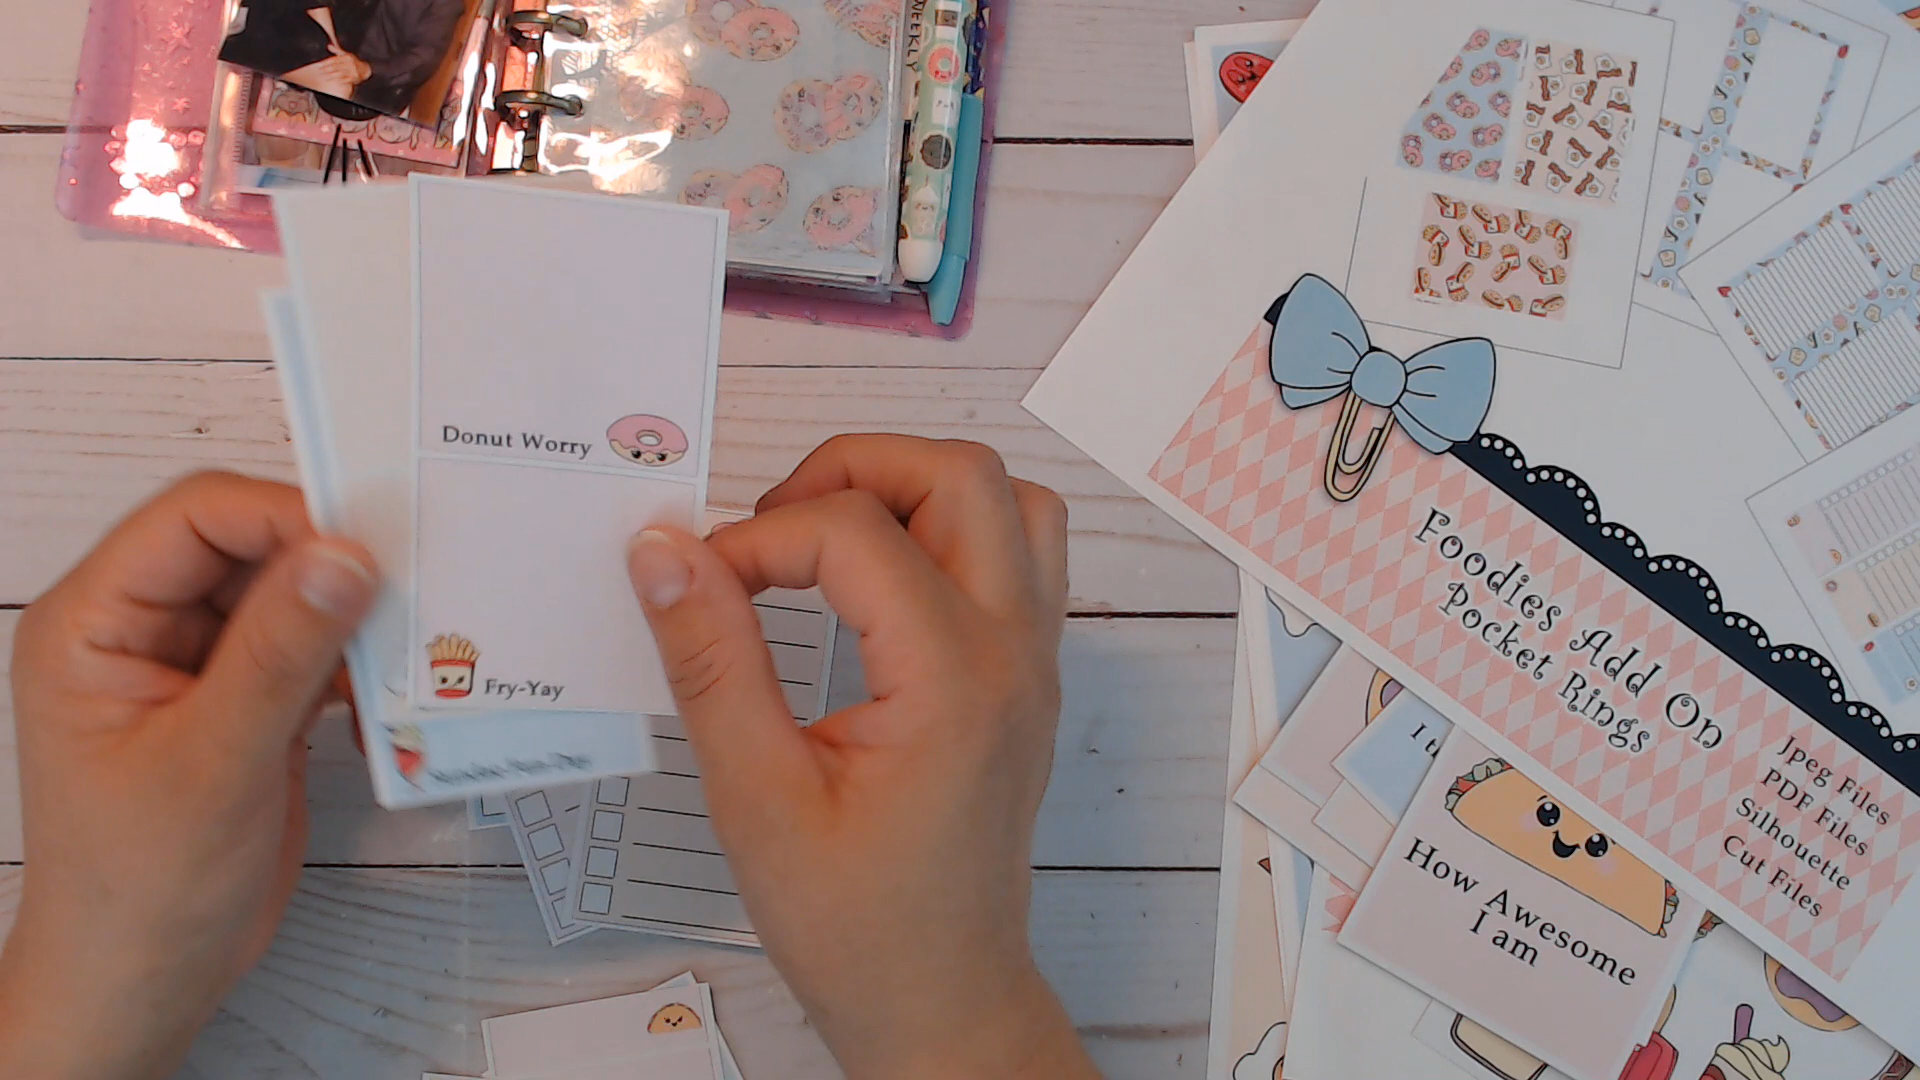 WEEKLY
Donut Worry
Fry-Yay
Foodies Add On
Pocket Rings
Jpeg Files
PDF Files
Silhouette
Cut Files
How Awesome
I am